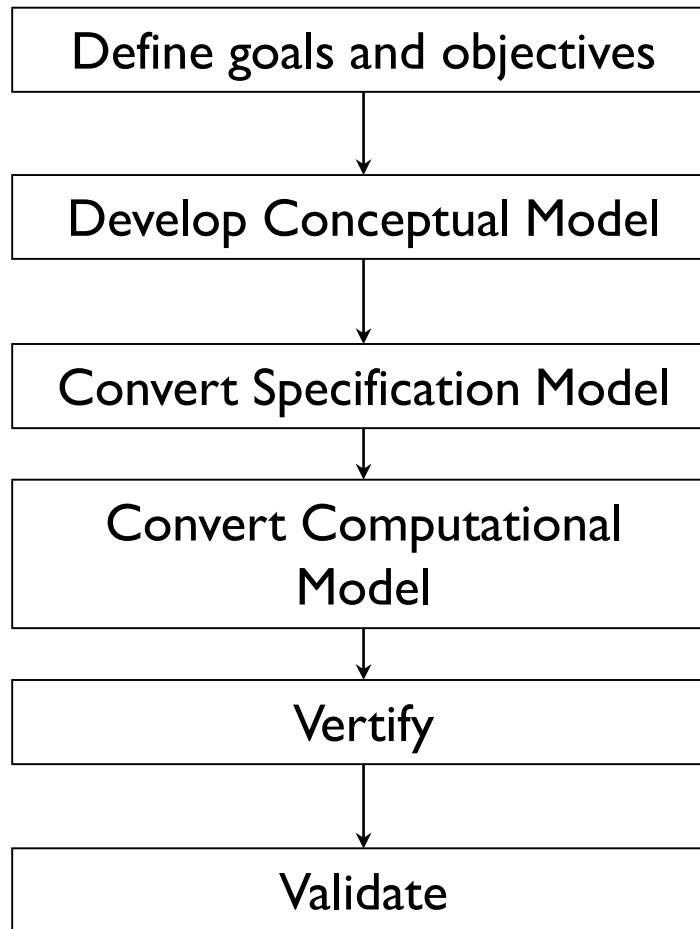 Define goals and objectives
Develop Conceptual Model
Convert Specification Model
Convert Computational
Model
Vertify
Validate